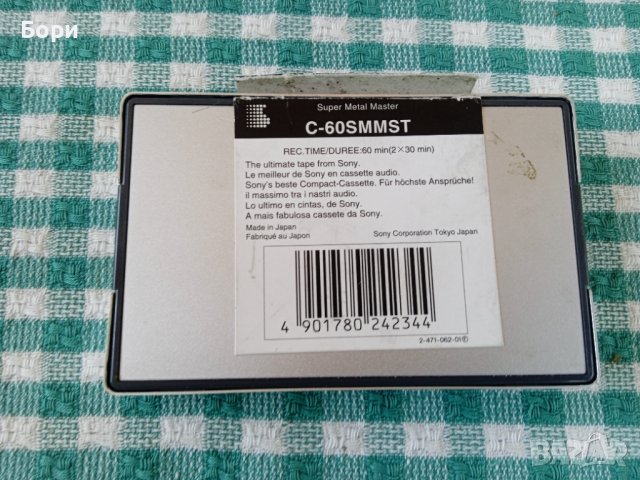 Бори
Super Metal Master
C-60SMMST
REC.TIME/DUREE:60 min(2×30 min)
The ultimate tape from Sony.
Le meilleur de Sony en cassette audio.
Sony's beste Compact-Cassette. Für höchste Ansprüche!
il massimo tra i nastri audio.
Lo ultimo en cintas, de Sony.
A mais fabulosa cassete da Sony.
Made in Japan
Fabriqué au Japon
Sony Corporation Tokyo Japan
4 901780 242344
2-471-062-01Ⓔ
BAZAR